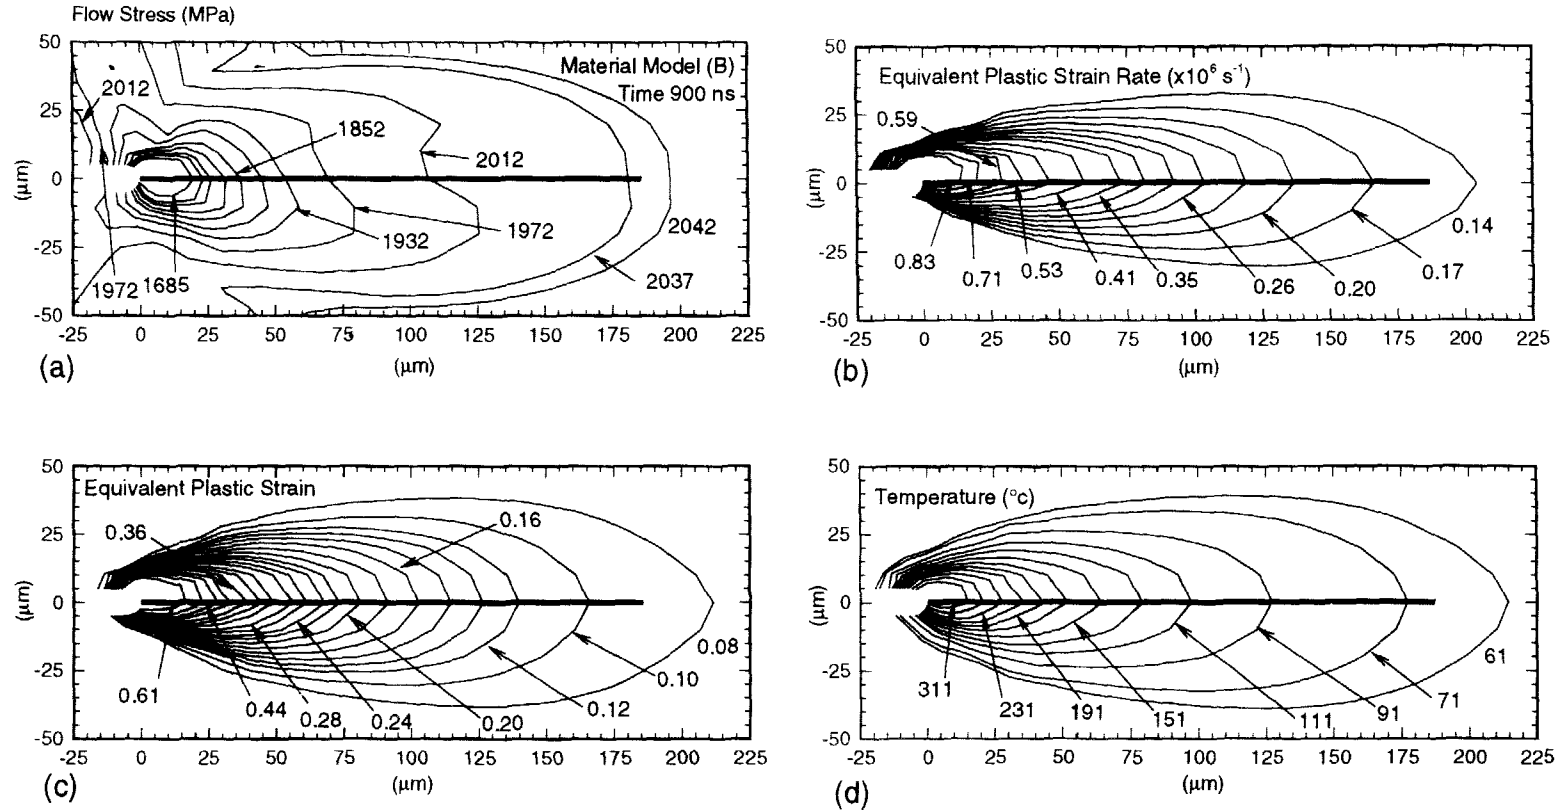 Flow Stress (MPa)
50
25
0
-25
-50
(μm)
Material Model (B)
Time 900 ns
2012
1852
2012
1932
1972
2042
2037
1972 1685
-25 0 25 50 75 100 125 150 175 200 225
(μm)
(a)
50
25
0
-25
-50
(μm)
Equivalent Plastic Strain Rate (x10⁶ s⁻¹)
0.59
0.14
0.83
0.71
0.53
0.41
0.35
0.26
0.20
0.17
-25 0 25 50 75 100 125 150 175 200 225
(μm)
(b)
50
25
0
-25
-50
(μm)
Equivalent Plastic Strain
0.36
0.16
0.08
0.61
0.44
0.28
0.24
0.20
0.12
0.10
-25 0 25 50 75 100 125 150 175 200 225
(μm)
(c)
50
25
0
-25
-50
(μm)
Temperature (°c)
61
311
231
191
151
111
91
71
-25 0 25 50 75 100 125 150 175 200 225
(μm)
(d)